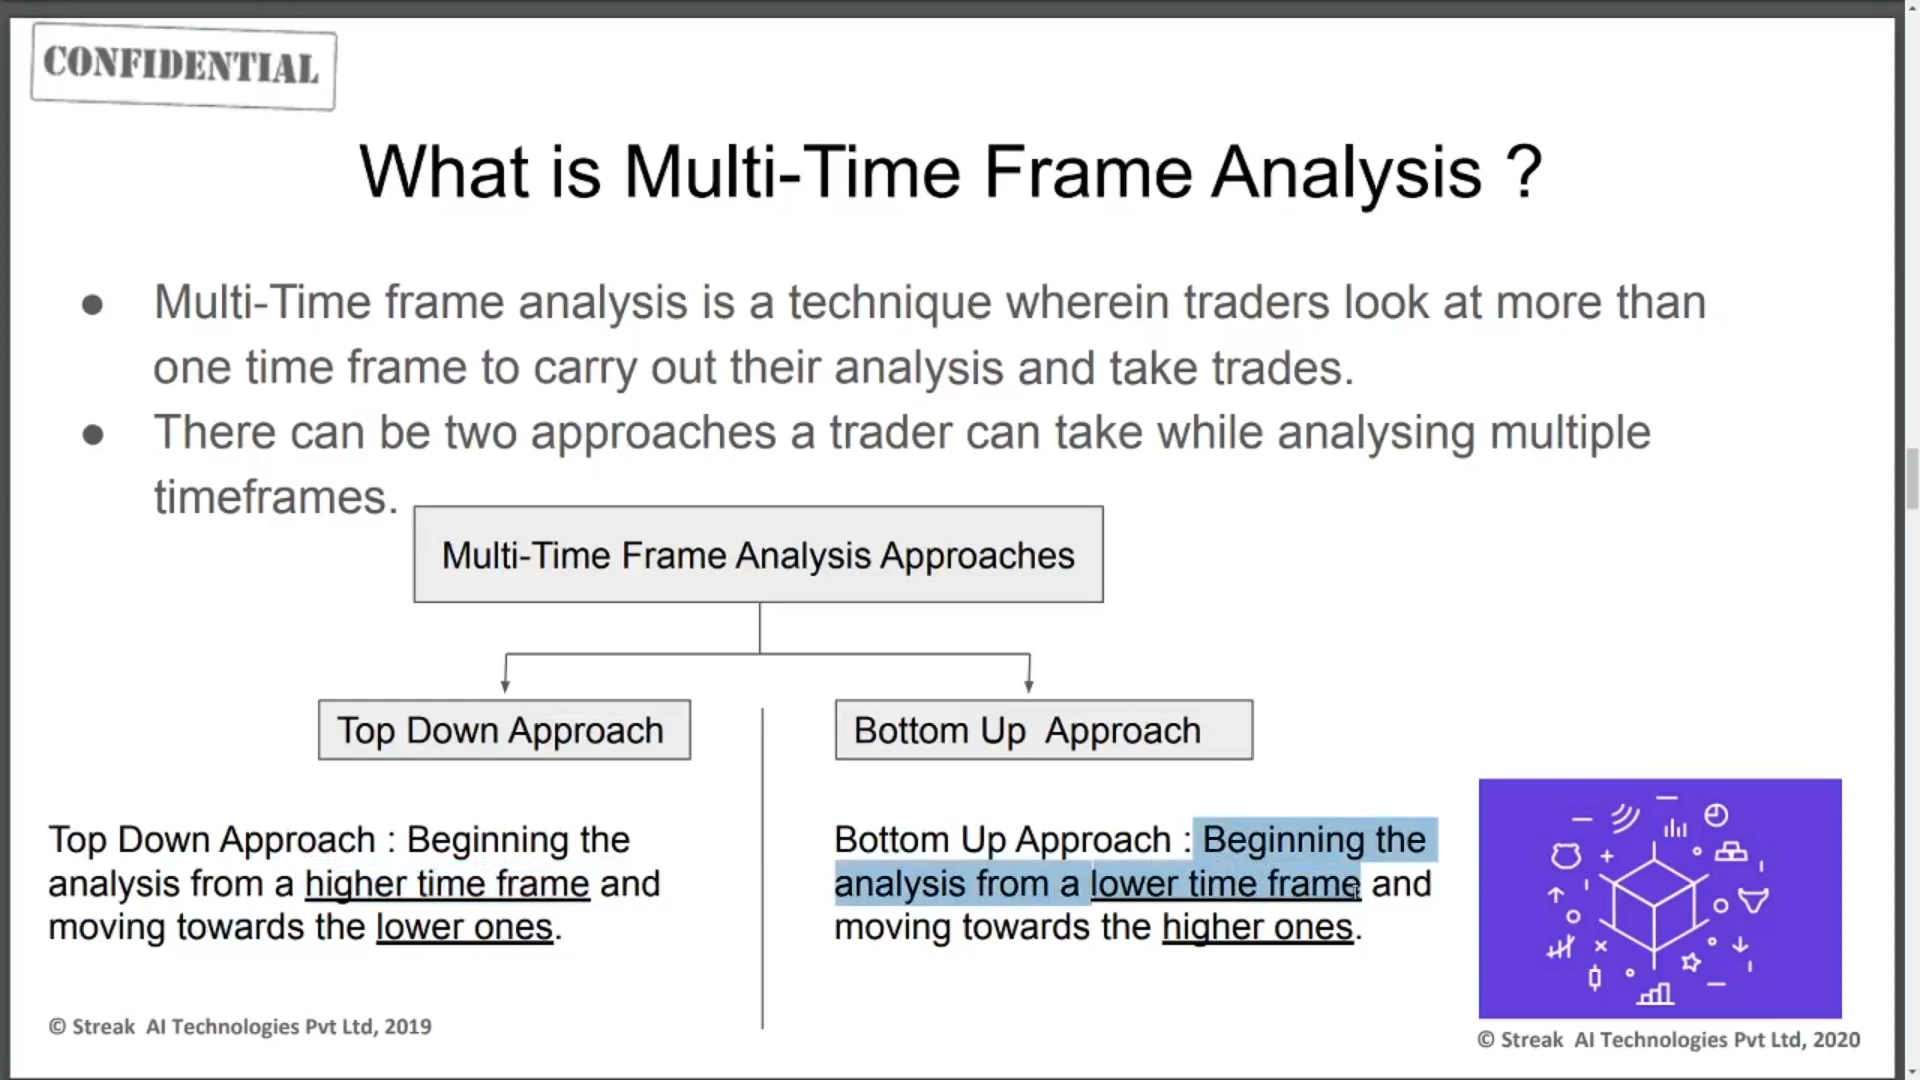 CONFIDENTIAL
What is Multi-Time Frame Analysis ?
● Multi-Time frame analysis is a technique wherein traders look at more than
one time frame to carry out their analysis and take trades.
● There can be two approaches a trader can take while analysing multiple
timeframes.
Multi-Time Frame Analysis Approaches
Top Down Approach
Bottom Up Approach
Top Down Approach : Beginning the
analysis from a higher time frame and
moving towards the lower ones.
Bottom Up Approach : Beginning the
analysis from a lower time frame and
moving towards the higher ones.
© Streak AI Technologies Pvt Ltd, 2019
© Streak AI Technologies Pvt Ltd, 2020